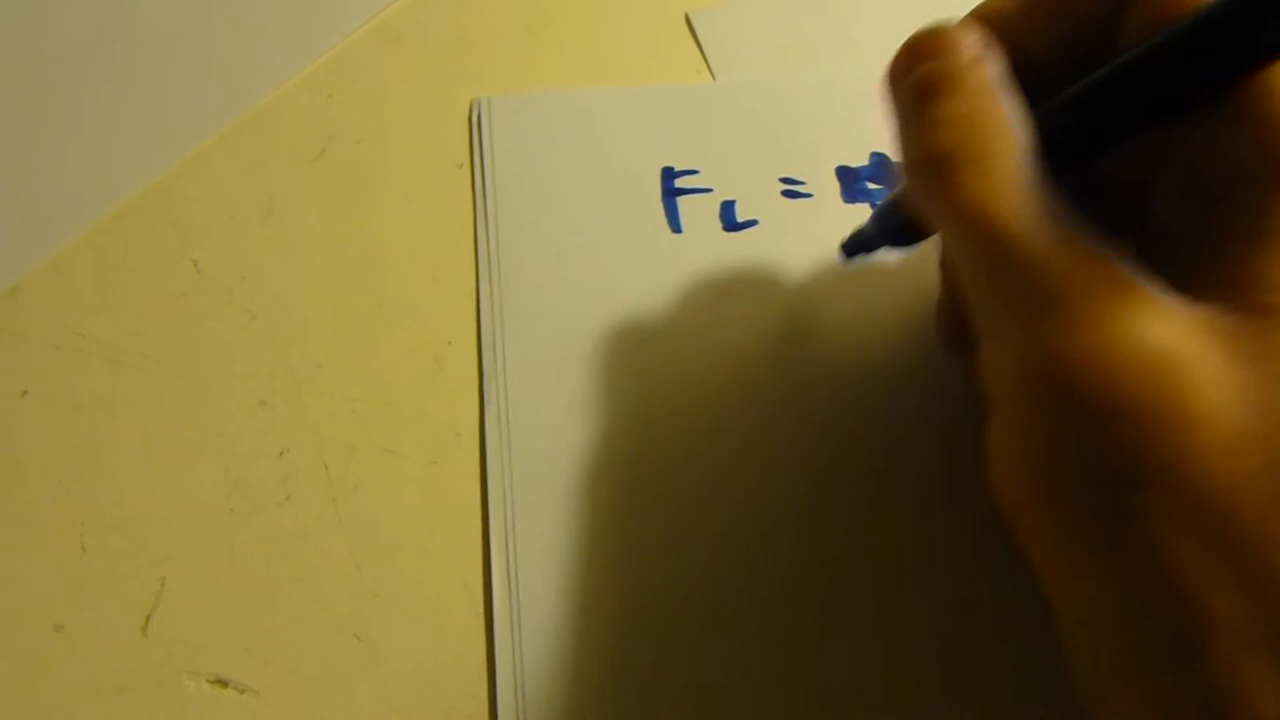 F_L =